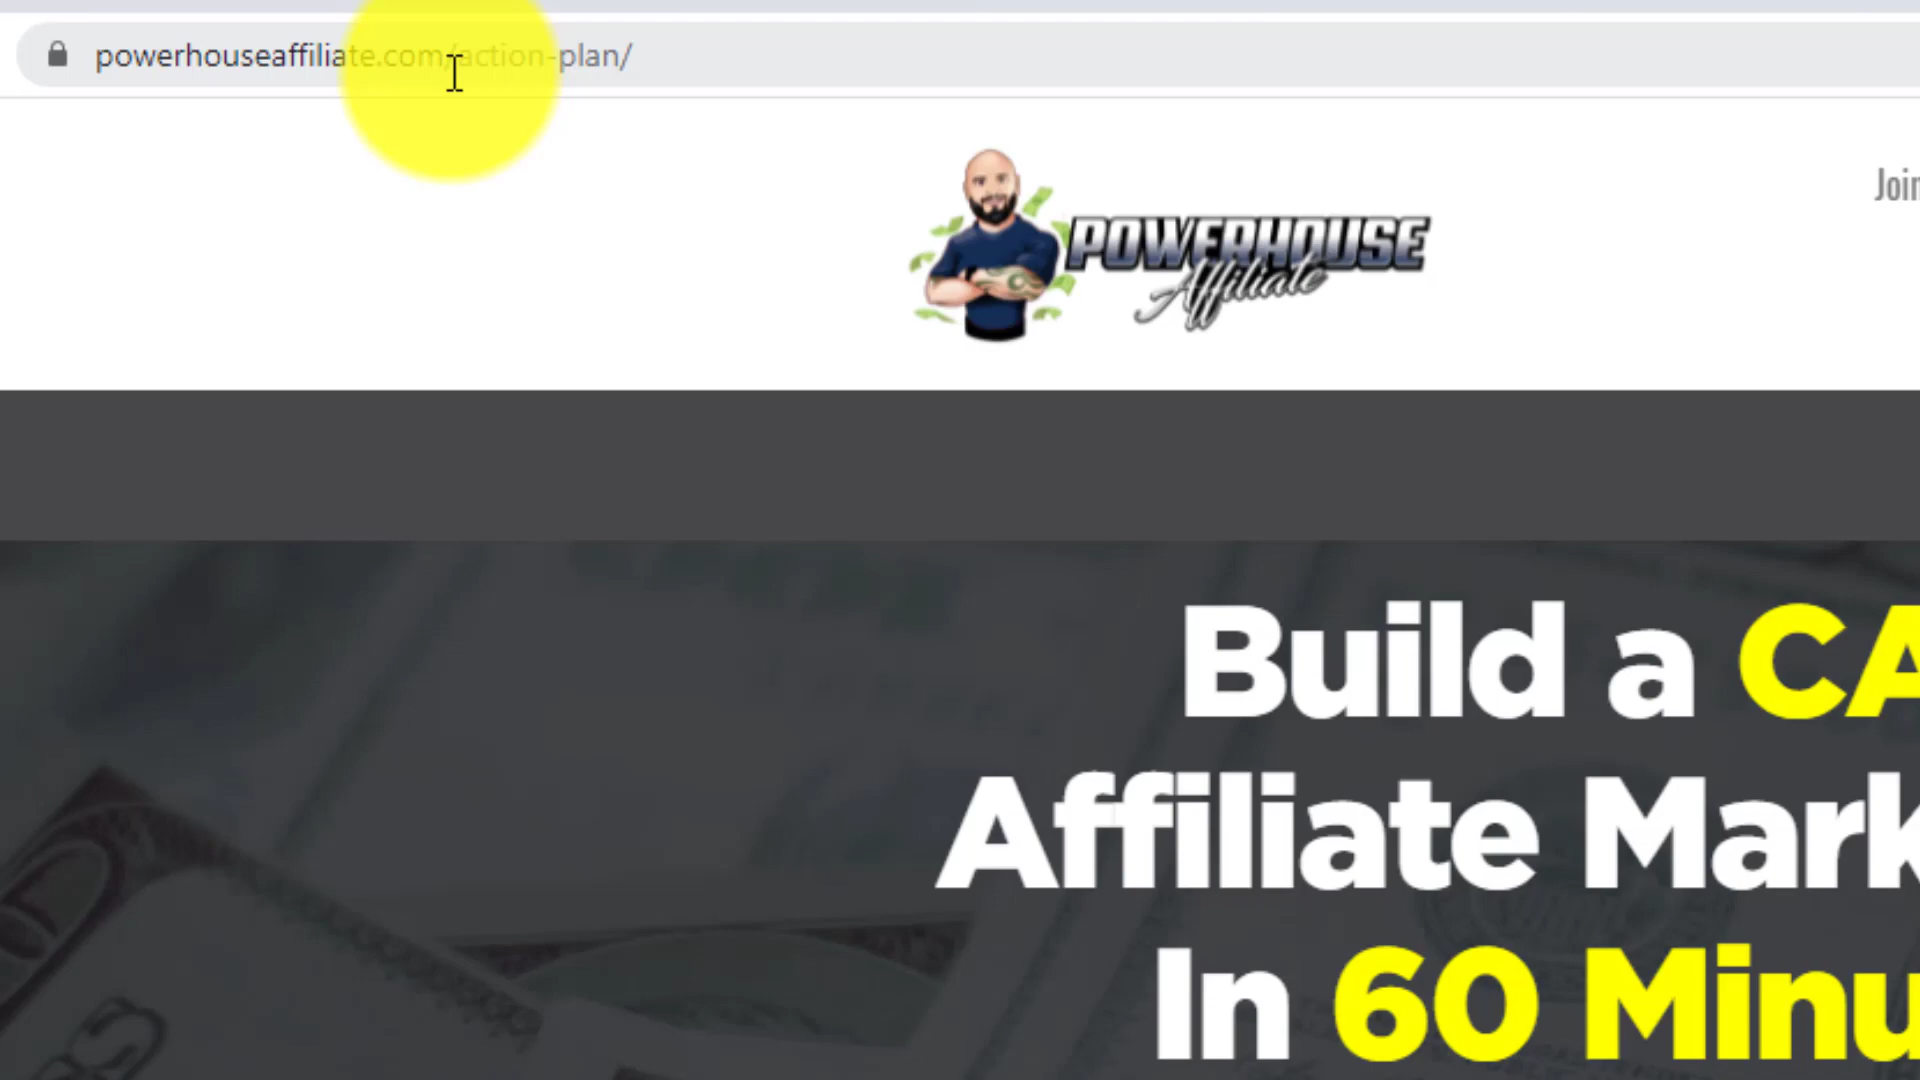 powerhouseaffiliate.com/action-plan/
Join
POWERHOUSE
Affiliate
Build a CA
Affiliate Mark
In 60 Minu